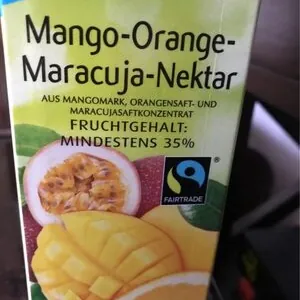 Mango-Orange-
Maracuja-Nektar
AUS MANGOMARK, ORANGENSAFT- UND
MARACUJASAFTKONZENTRAT
FRUCHTGEHALT:
MINDESTENS 35%
®
FAIRTRADE